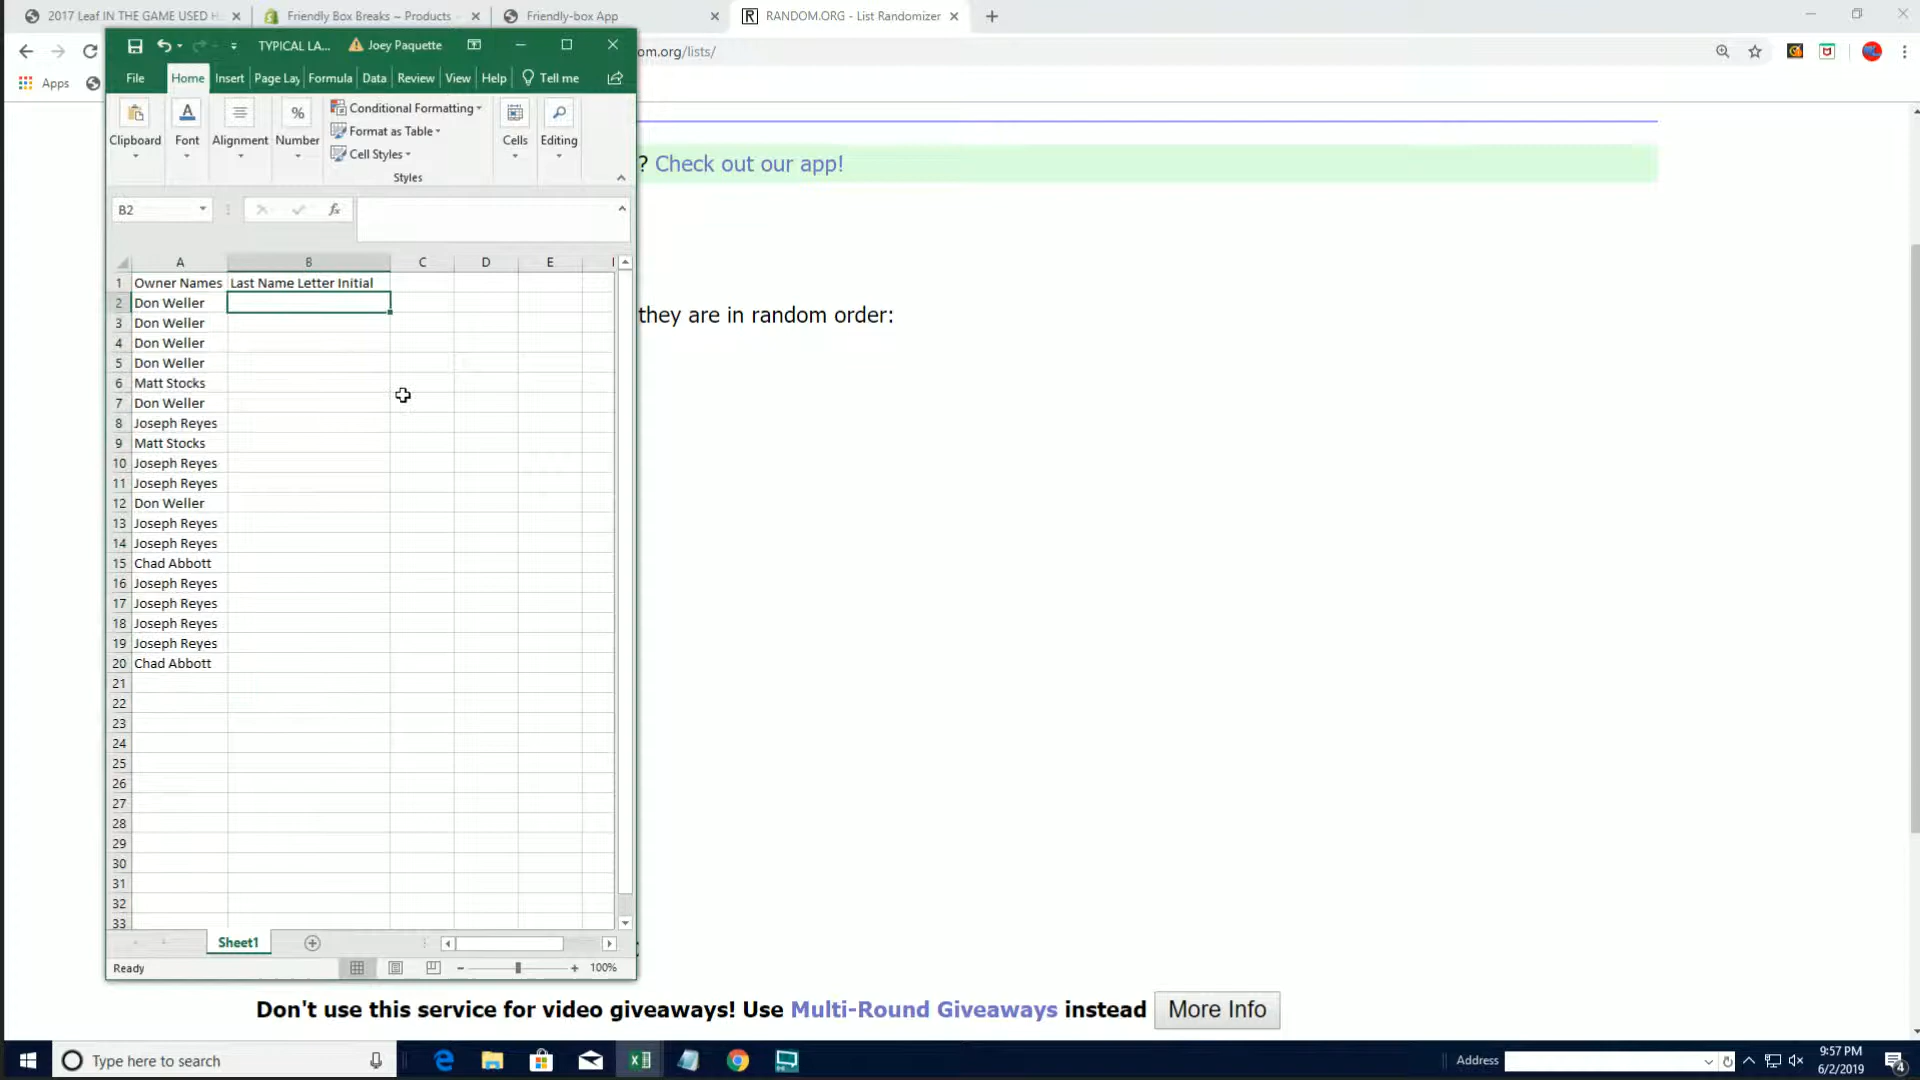 2017 Leaf IN THE GAME USED H
Friendly Box Breaks – Products
Friendly-box App
RANDOM.ORG - List Randomizer
om.org/lists/
Apps
TYPICAL LA...
Joey Paquette
File
Home
Insert
Page Lay
Formula
Data
Review
View
Help
Tell me
Clipboard
Font
Alignment
Number
Conditional Formatting
Format as Table
Cell Styles
Styles
Cells
Editing
? Check out our app!
B2
fx
A B C D E
1 Owner Names Last Name Letter Initial
2 Don Weller
3 Don Weller
they are in random order:
4 Don Weller
5 Don Weller
6 Matt Stocks
7 Don Weller
8 Joseph Reyes
9 Matt Stocks
10 Joseph Reyes
11 Joseph Reyes
12 Don Weller
13 Joseph Reyes
14 Joseph Reyes
15 Chad Abbott
16 Joseph Reyes
17 Joseph Reyes
18 Joseph Reyes
19 Joseph Reyes
20 Chad Abbott
21
22
23
24
25
26
27
28
29
30
31
32
33
Sheet1
Ready
100%
Don't use this service for video giveaways! Use Multi-Round Giveaways instead
More Info
Type here to search
Address
9:57 PM
6/2/2019
4